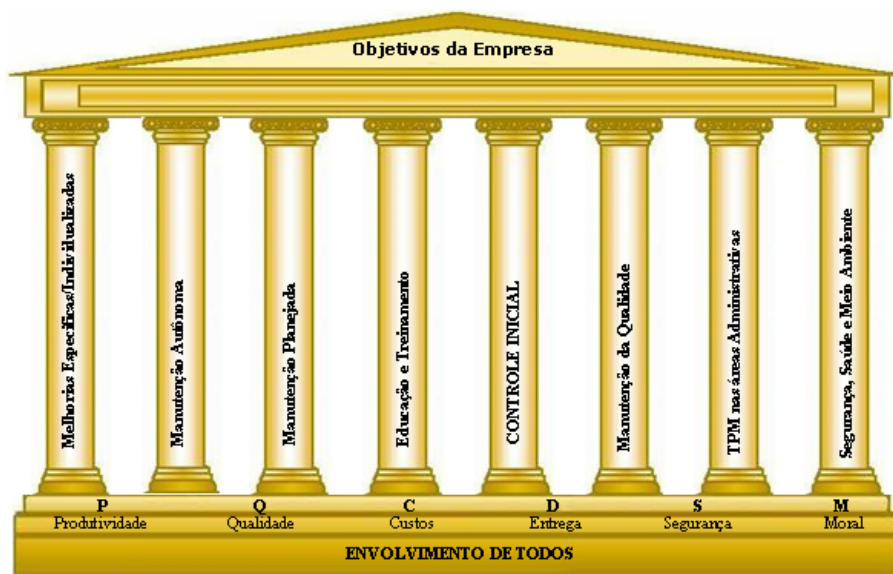 Objetivos da Empresa
Melhorias Específicas/Individualizadas
Manutenção Autônoma
Manutenção Planejada
Educação e Treinamento
CONTROLE INICIAL
Manutenção da Qualidade
TPM nas áreas Administrativas
Segurança, Saúde e Meio Ambiente
P Q C D S M
Produtividade Qualidade Custos Entrega Segurança Moral
ENVOLVIMENTO DE TODOS